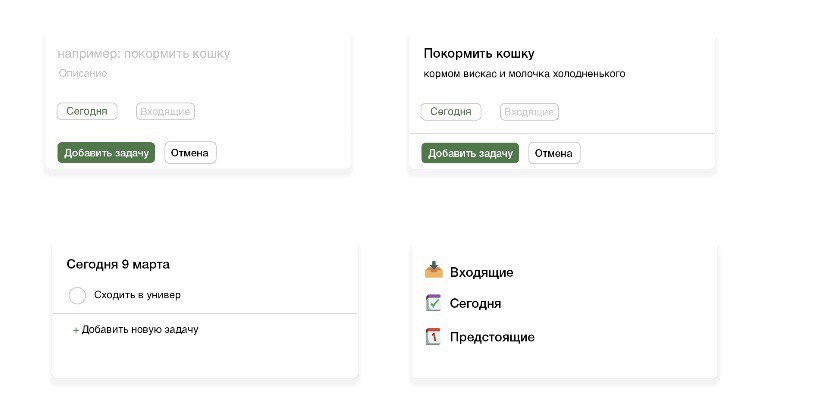 например: покормить кошку
Описание
Сегодня
Входящие
Добавить задачу
Отмена
Покормить кошку
кормом вискас и молочка холодненького
Сегодня
Входящие
Добавить задачу
Отмена
Сегодня 9 марта
Сходить в универ
+ Добавить новую задачу
Входящие
Сегодня
1
Предстоящие